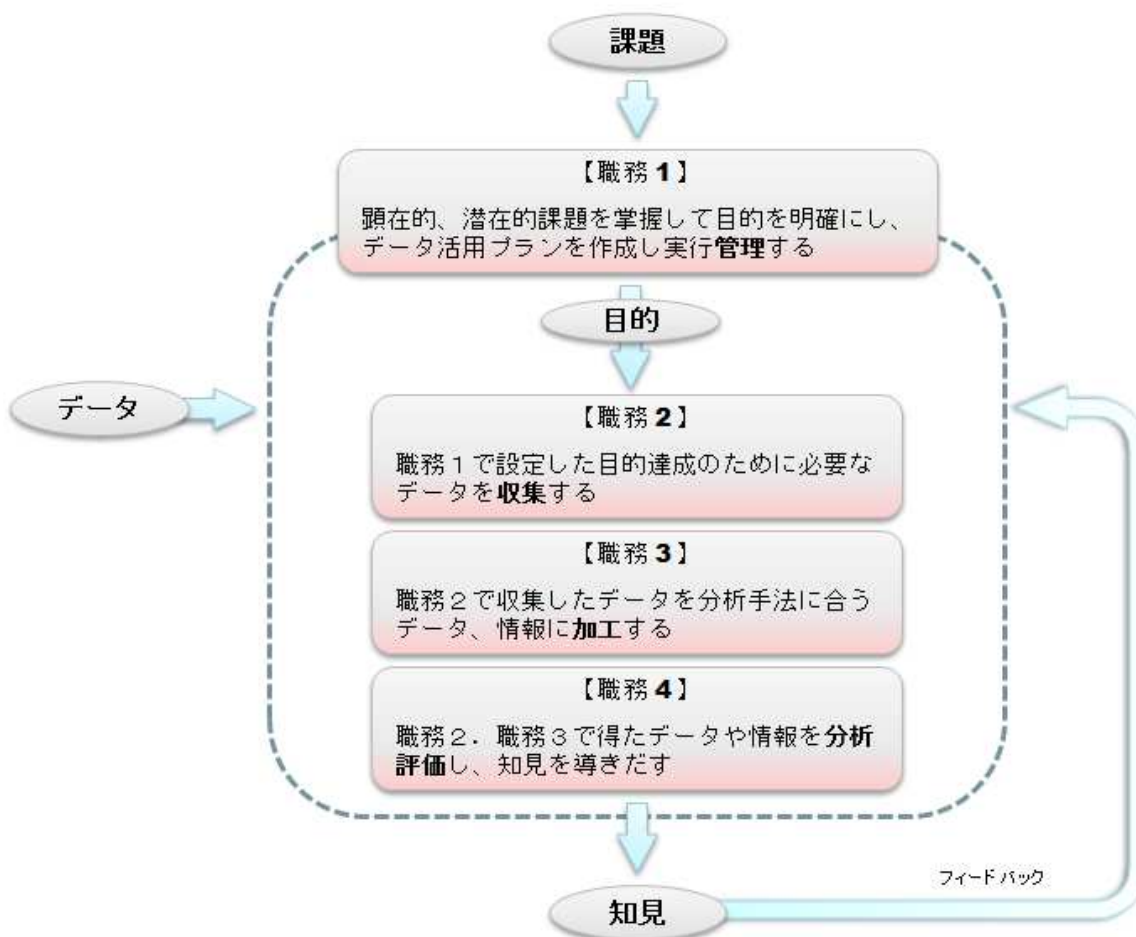 課題
【職務1】
顕在的、潜在的課題を掌握して目的を明確にし、
データ活用プランを作成し実行管理する
目的
データ
【職務2】
職務1で設定した目的達成のために必要な
データを収集する
【職務3】
職務2で収集したデータを分析手法に合う
データ、情報に加工する
【職務4】
職務2．職務3で得たデータや情報を分析
評価し、知見を導きだす
フィードバック
知見